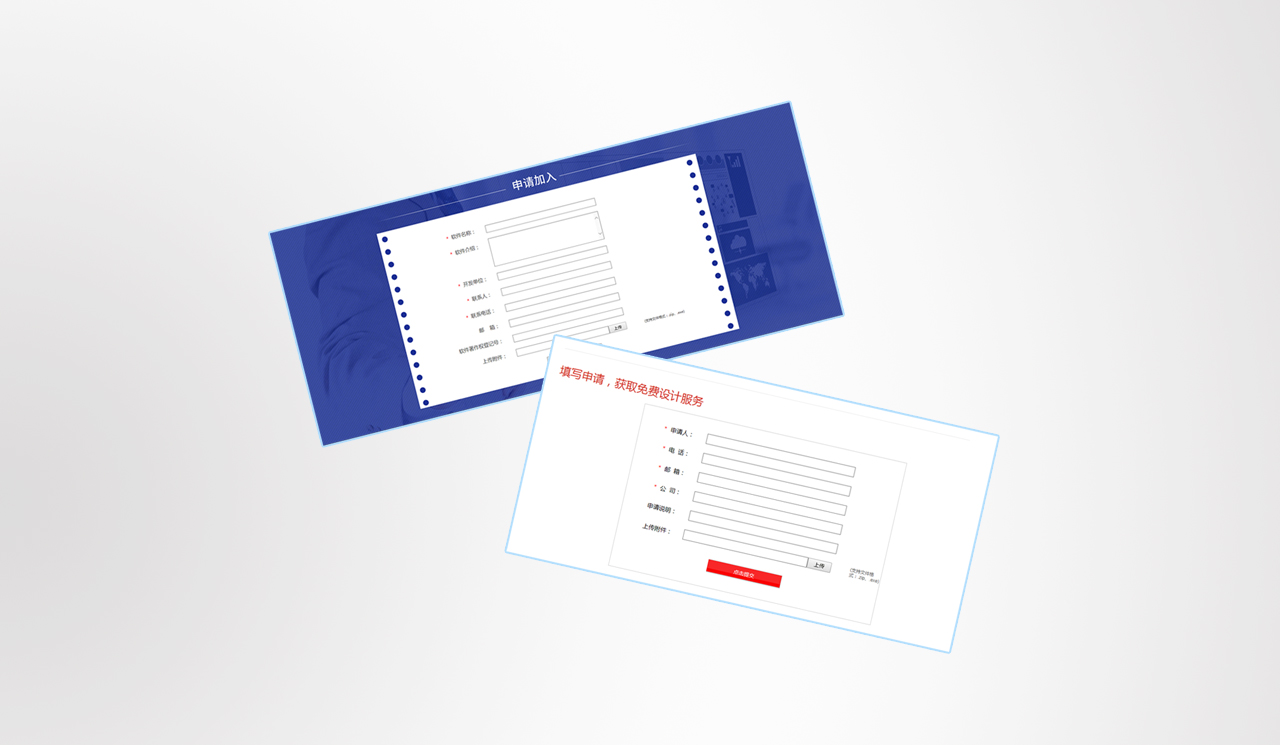 申请加入
* 软件名称：
* 软件介绍：
* 开发单位：
* 联系人：
* 联系电话：
邮 箱：
软件著作权登记号：
上传附件：
上传
(支持文件格式：.zip、.xxx)
填写申请，获取免费设计服务
* 申请人：
* 电 话：
* 邮 箱：
* 公 司：
申请说明：
上传附件：
上传
(支持文件格
式：.zip、.xxx)
点击提交